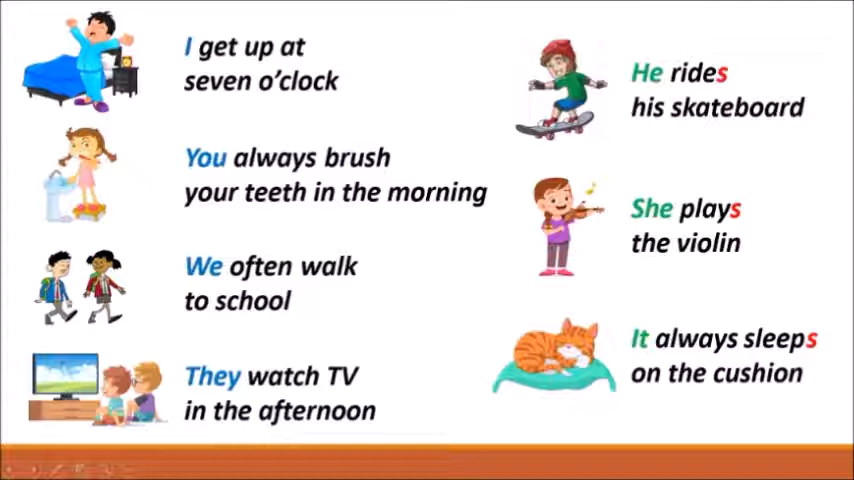 I get up at
seven o'clock
You always brush
your teeth in the morning
We often walk
to school
They watch TV
in the afternoon
He rides
his skateboard
She plays
the violin
It always sleeps
on the cushion